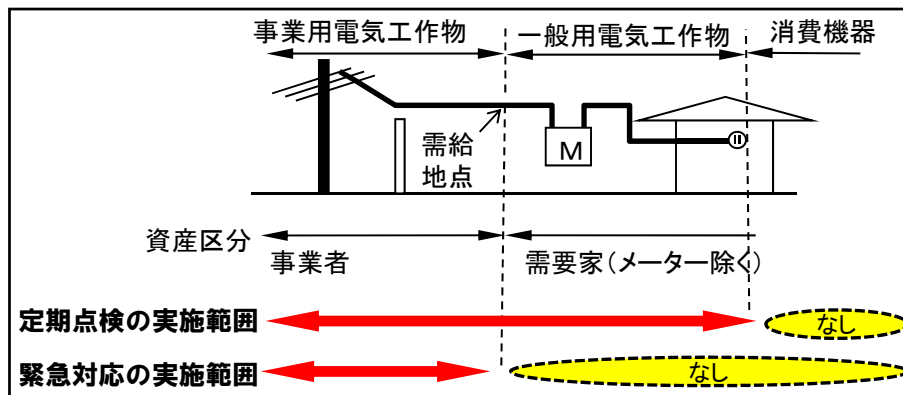 事業用電気工作物
一般用電気工作物
消費機器
需給
地点
M
資産区分
事業者
需要家(メーター除く)
定期点検の実施範囲
なし
緊急対応の実施範囲
なし